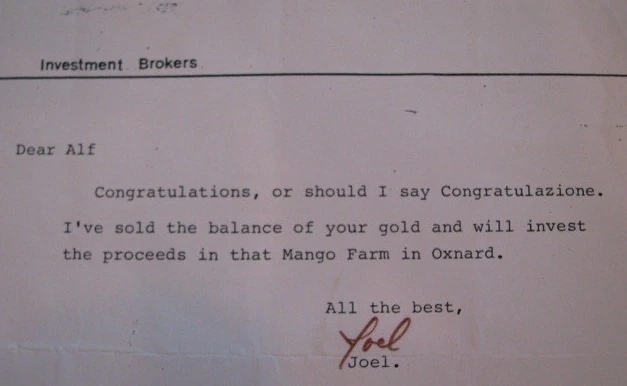 Investment Brokers
Dear Alf
Congratulations, or should I say Congratulazione.
I've sold the balance of your gold and will invest
the proceeds in that Mango Farm in Oxnard.
All the best,
Joel
Joel.